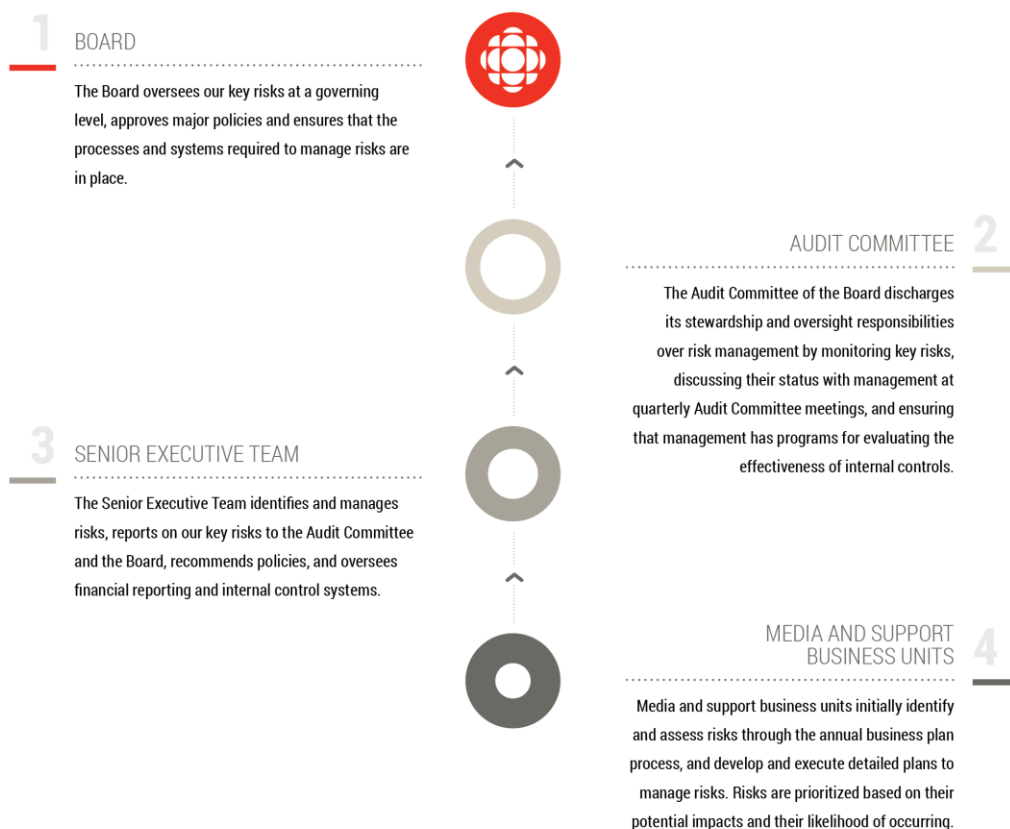 1
BOARD
The Board oversees our key risks at a governing
level, approves major policies and ensures that the
processes and systems required to manage risks are
in place.
2
AUDIT COMMITTEE
The Audit Committee of the Board discharges
its stewardship and oversight responsibilities
over risk management by monitoring key risks,
discussing their status with management at
quarterly Audit Committee meetings, and ensuring
that management has programs for evaluating the
effectiveness of internal controls.
3
SENIOR EXECUTIVE TEAM
The Senior Executive Team identifies and manages
risks, reports on our key risks to the Audit Committee
and the Board, recommends policies, and oversees
financial reporting and internal control systems.
4
MEDIA AND SUPPORT
BUSINESS UNITS
Media and support business units initially identify
and assess risks through the annual business plan
process, and develop and execute detailed plans to
manage risks. Risks are prioritized based on their
potential impacts and their likelihood of occurring.